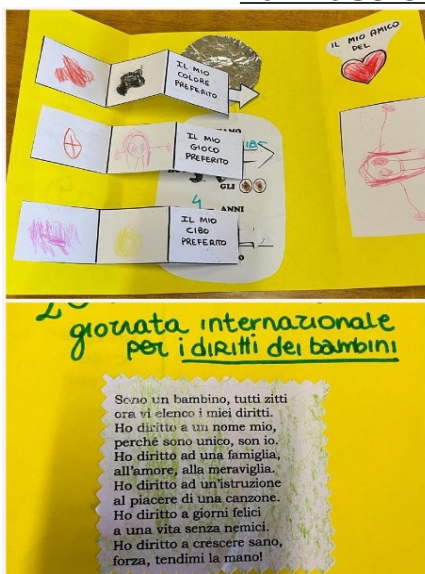 IL MIO
COLORE
PREFERITO
IL MIO AMICO
DEL
IL MIO
GIOCO
PREFERITO
GLI
4 ANNI
IL MIO
CIBO
PREFERITO
giornata internazionale
per i diritti dei bambini
Sono un bambino, tutti zitti
ora vi elenco i miei diritti.
Ho diritto a un nome mio,
perché sono unico, son io.
Ho diritto ad una famiglia,
all'amore, alla meraviglia.
Ho diritto ad un'istruzione
al piacere di una canzone.
Ho diritto a giorni felici
a una vita senza nemici.
Ho diritto a crescere sano,
forza, tendimi la mano!